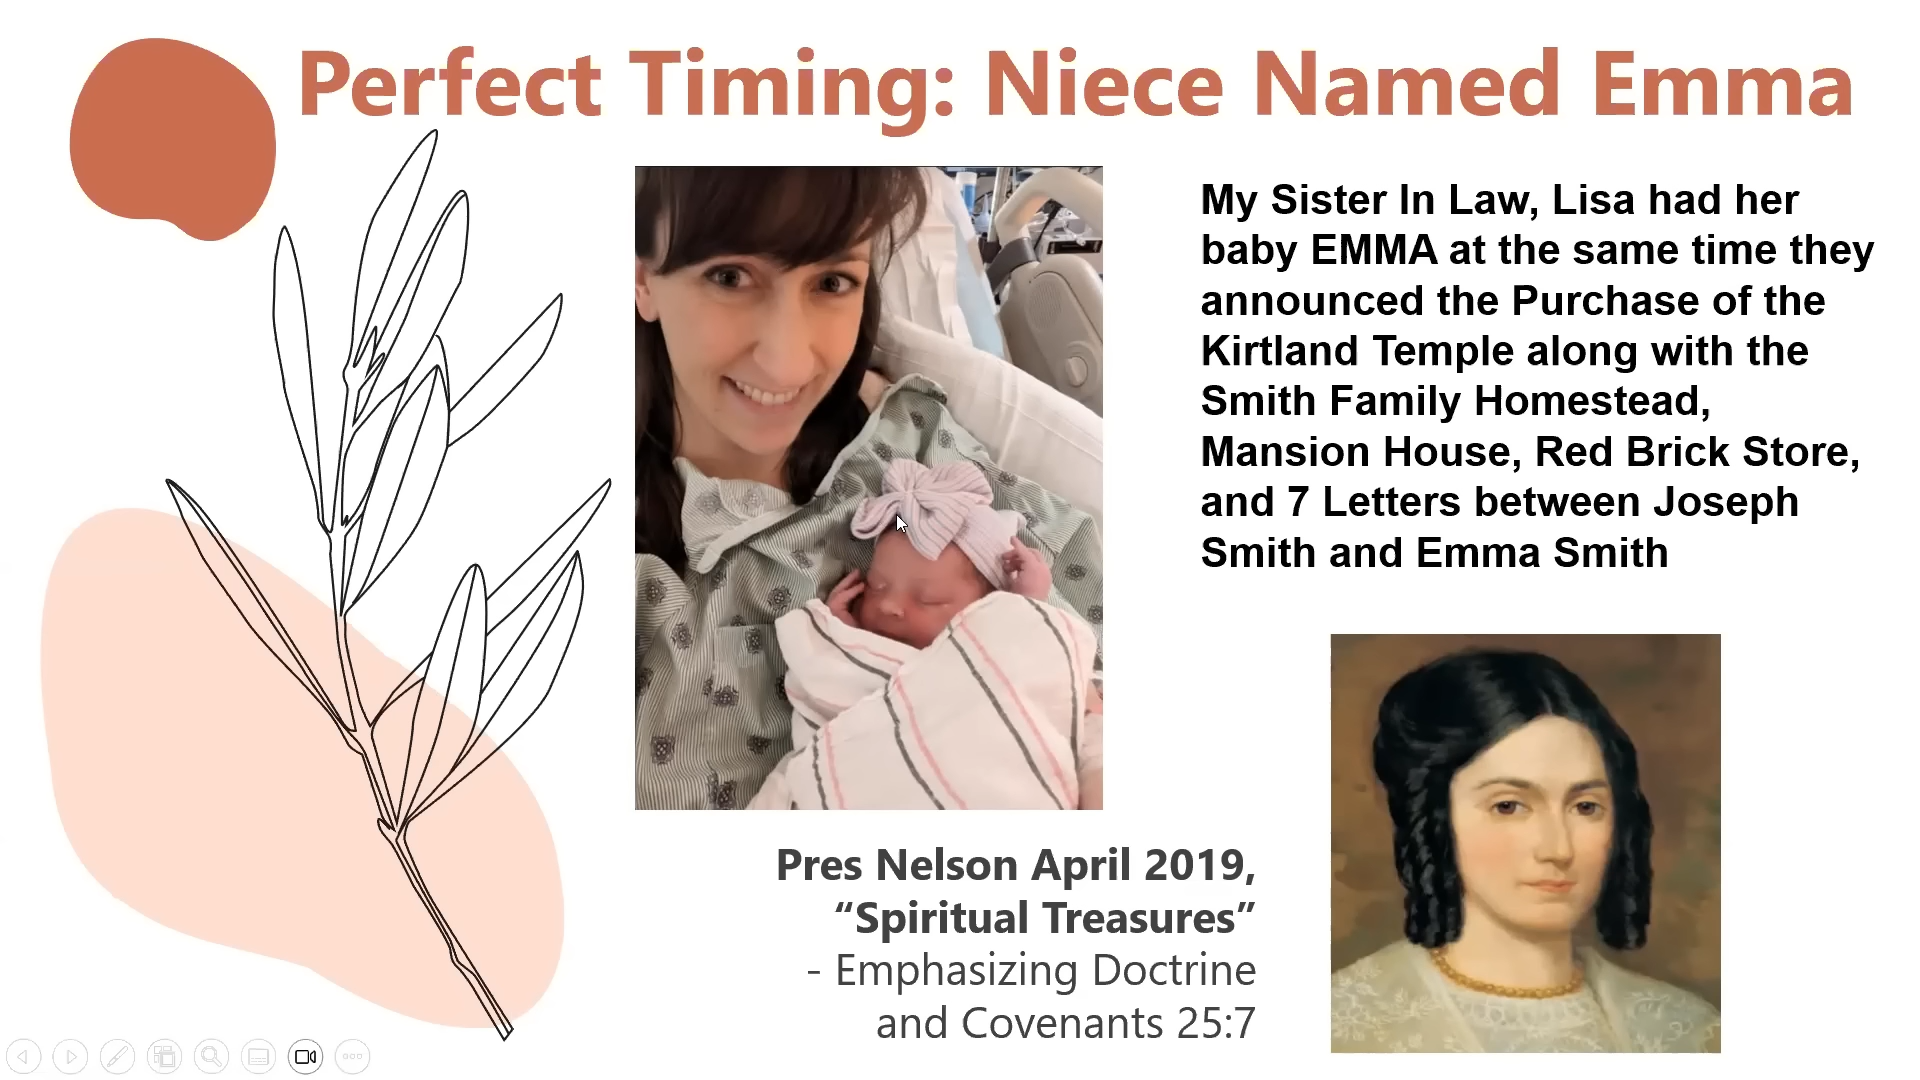 Perfect Timing: Niece Named Emma
My Sister In Law, Lisa had her
baby EMMA at the same time they
announced the Purchase of the
Kirtland Temple along with the
Smith Family Homestead,
Mansion House, Red Brick Store,
and 7 Letters between Joseph
Smith and Emma Smith
Pres Nelson April 2019,
“Spiritual Treasures”
- Emphasizing Doctrine
and Covenants 25:7